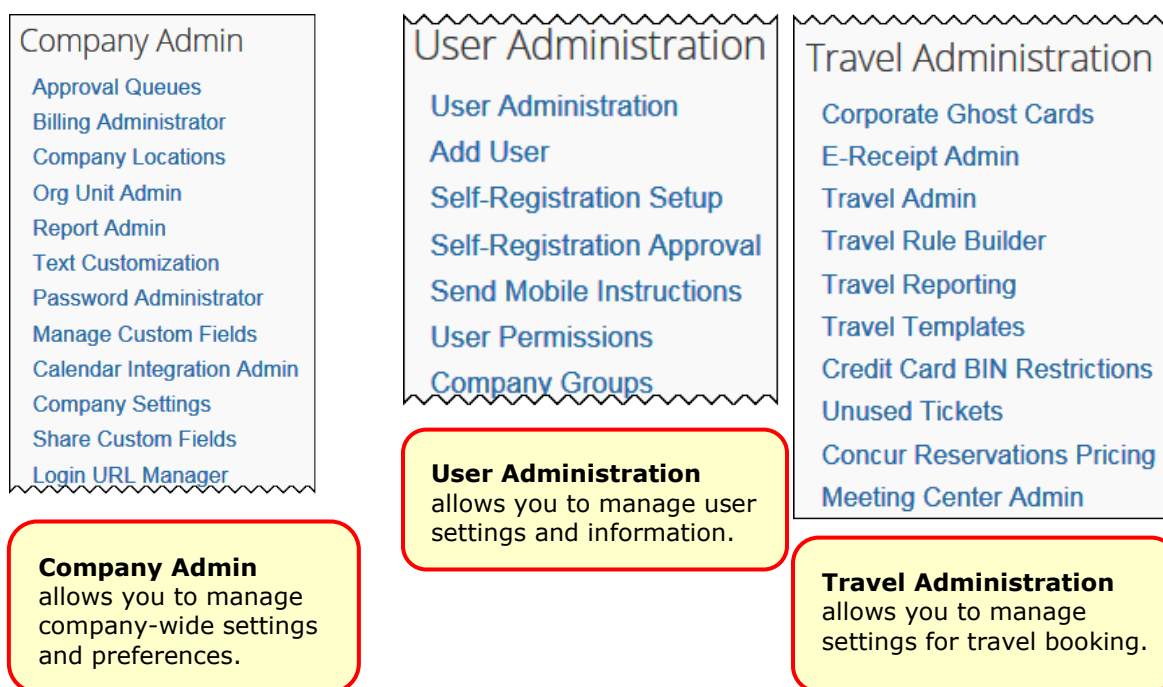 Company Admin
Approval Queues
Billing Administrator
Company Locations
Org Unit Admin
Report Admin
Text Customization
Password Administrator
Manage Custom Fields
Calendar Integration Admin
Company Settings
Share Custom Fields
Login URL Manager
Company Admin
allows you to manage
company-wide settings
and preferences.
User Administration
User Administration
Add User
Self-Registration Setup
Self-Registration Approval
Send Mobile Instructions
User Permissions
Company Groups
User Administration
allows you to manage user
settings and information.
Travel Administration
Corporate Ghost Cards
E-Receipt Admin
Travel Admin
Travel Rule Builder
Travel Reporting
Travel Templates
Credit Card BIN Restrictions
Unused Tickets
Concur Reservations Pricing
Meeting Center Admin
Travel Administration
allows you to manage
settings for travel booking.